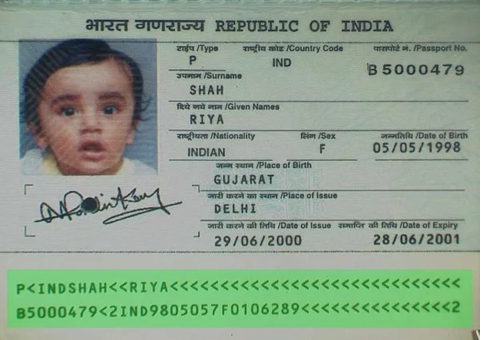 भारत गणराज्य REPUBLIC OF INDIA
टाईप /Type राष्ट्रीय कोड /Country Code पासपोर्ट नं. /Passport No.
P IND B5000479
उपनाम /Surname
SHAH
दिये गये नाम /Given Names
RIYA
राष्ट्रीयता /Nationality लिंग /Sex जन्मतिथि /Date of Birth
INDIAN F 05/05/1998
जन्म स्थान /Place of Birth
GUJARAT
जारी करने का स्थान /Place of Issue
DELHI
जारी करने की तिथि /Date of Issue समाप्ति की तिथि /Date of Expiry
29/06/2000 28/06/2001
P<INDSHAH<<RIYA<<<<<<<<<<<<<<<<<<<<<<<<<<<<<
B5000479<2IND9805057F0106289<<<<<<<<<<<<<<<2